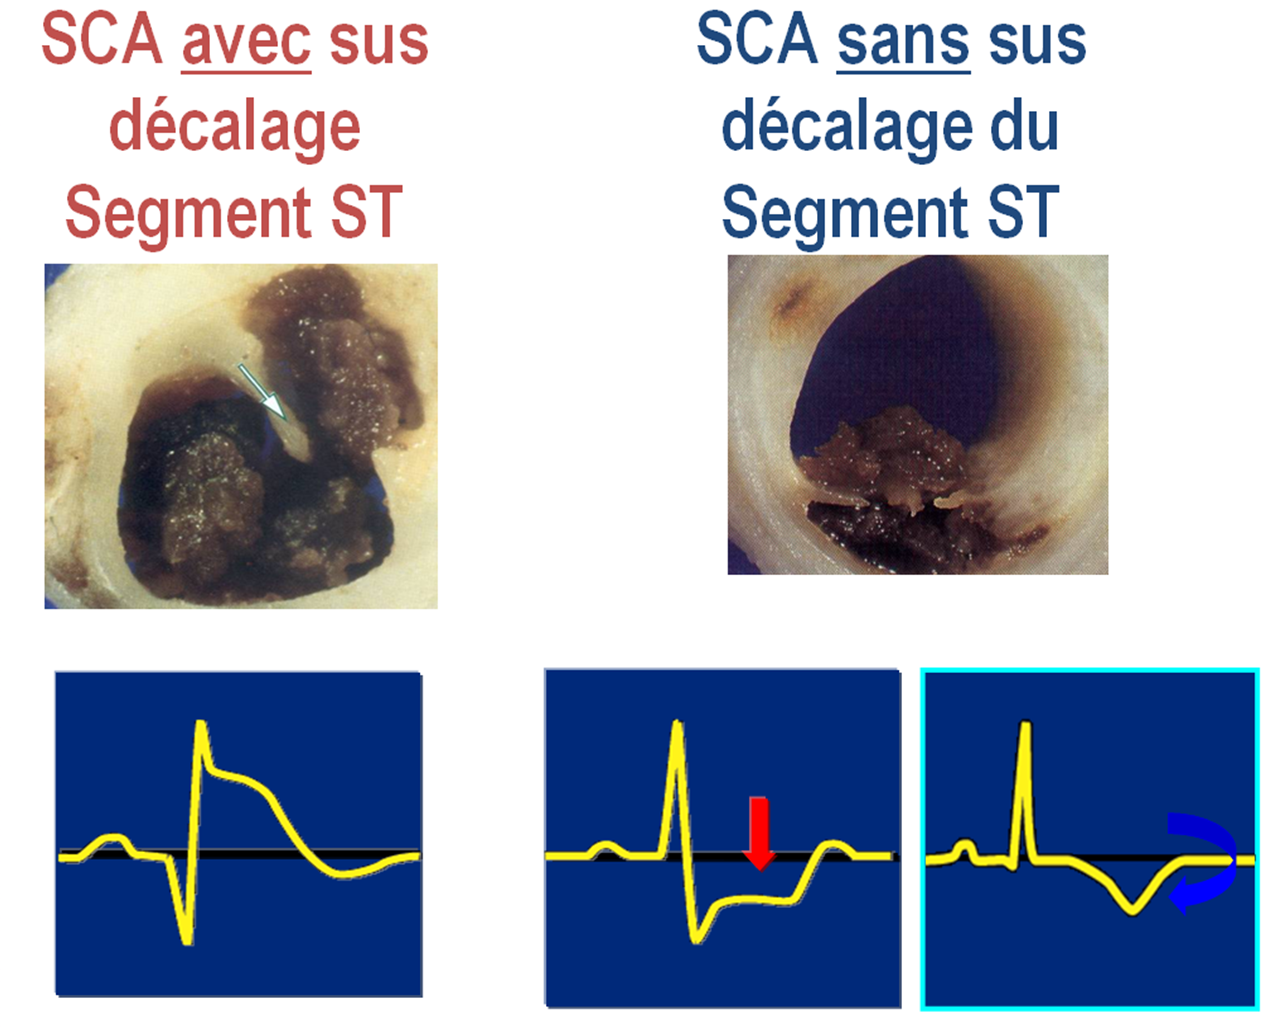 SCA avec sus
décalage
Segment ST
SCA sans sus
décalage du
Segment ST